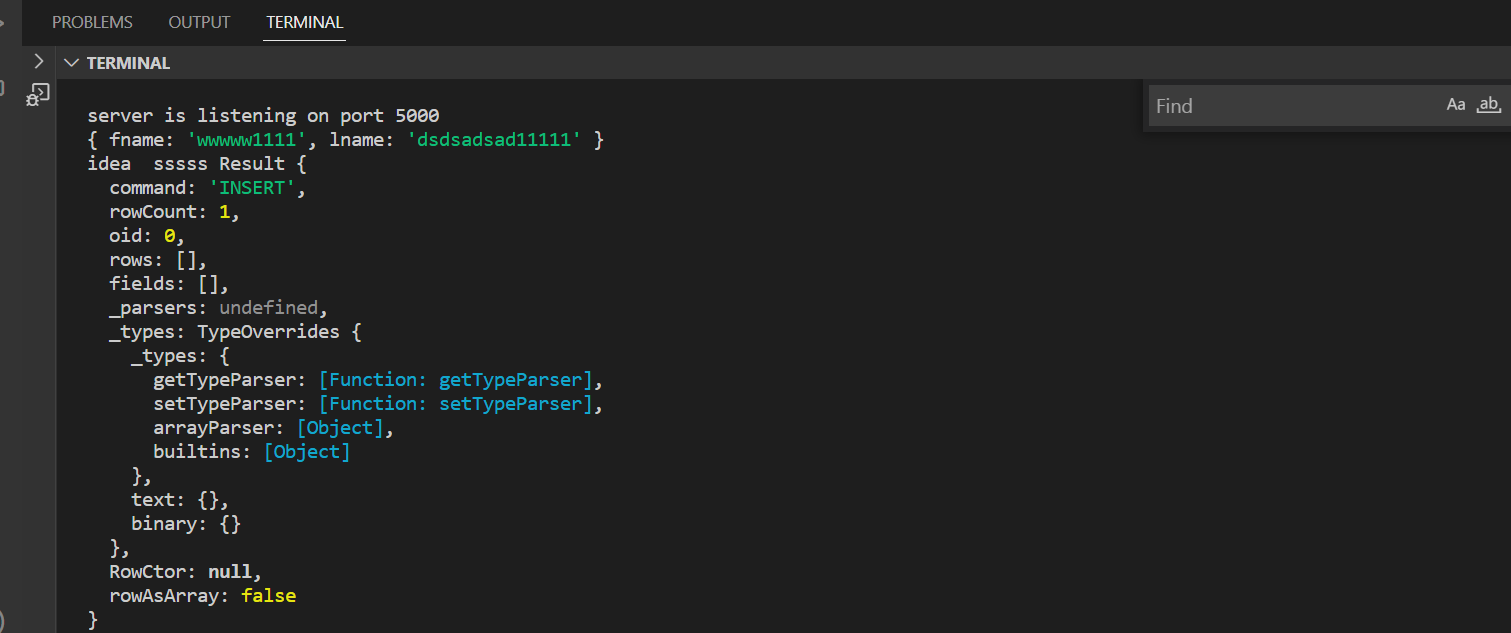 PROBLEMS OUTPUT TERMINAL
TERMINAL
Find Aa ab
server is listening on port 5000
{ fname: 'wwwww1111', lname: 'dsdsadsad11111' }
idea  sssss Result {
  command: 'INSERT',
  rowCount: 1,
  oid: 0,
  rows: [],
  fields: [],
  _parsers: undefined,
  _types: TypeOverrides {
    _types: {
      getTypeParser: [Function: getTypeParser],
      setTypeParser: [Function: setTypeParser],
      arrayParser: [Object],
      builtins: [Object]
    },
    text: {},
    binary: {}
  },
  RowCtor: null,
  rowAsArray: false
}